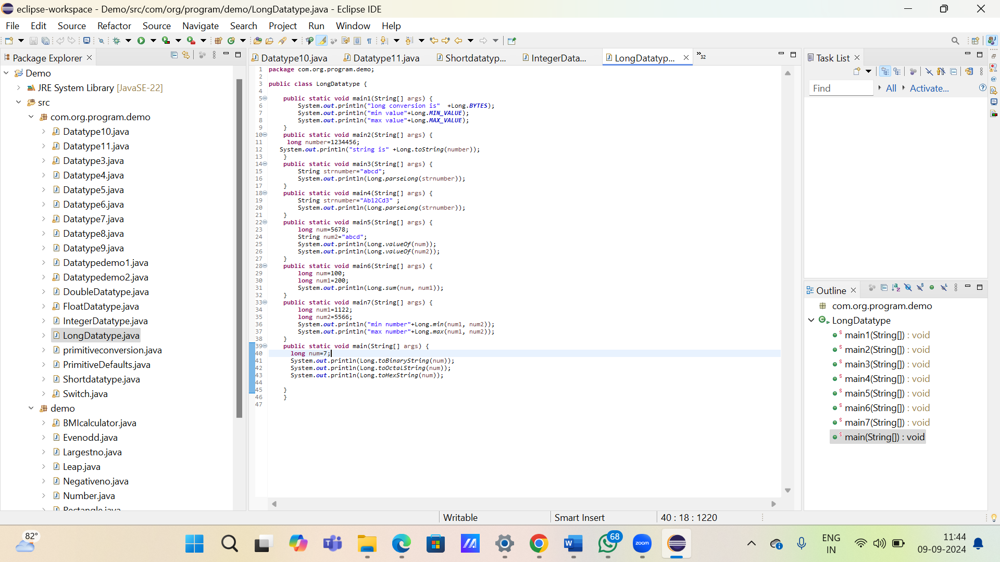 eclipse-workspace - Demo/src/com/org/program/demo/LongDatatype.java - Eclipse IDE
File Edit Source Refactor Source Navigate Search Project Run Window Help
Package Explorer
Demo
JRE System Library [JavaSE-22]
src
com.org.program.demo
Datatype10.java
Datatype11.java
Datatype3.java
Datatype4.java
Datatype5.java
Datatype6.java
Datatype7.java
Datatype8.java
Datatype9.java
Datatypedemo1.java
Datatypedemo2.java
DoubleDatatype.java
FloatDatatype.java
IntegerDatatype.java
LongDatatype.java
primitiveconversion.java
PrimitiveDefaults.java
Shortdatatype.java
Switch.java
demo
BMIcalculator.java
Evenodd.java
Largestno.java
Leap.java
Negativeno.java
Number.java
Rectangle.java
Datatype10.java Datatype11.java Shortdatatyp... IntegerData... LongDatatyp... »32
1 package com.org.program.demo;
2
3 public class LongDatatype {
4
5 public static void main1(String[] args) {
6 System.out.println("long conversion is"  +Long.BYTES);
7 System.out.println("min value"+Long.MIN_VALUE);
8 System.out.println("max value"+Long.MAX_VALUE);
9 }
10 public static void main2(String[] args) {
11 long number=1234456;
12 System.out.println("string is" +Long.toString(number));
13 }
14 public static void main3(String[] args) {
15 String strnumber="abcd";
16 System.out.println(Long.parseLong(strnumber));
17 }
18 public static void main4(String[] args) {
19 String strnumber="Ab12Cd3" ;
20 System.out.println(Long.parseLong(strnumber));
21 }
22 public static void main5(String[] args) {
23 long num=5678;
24 String num2="abcd";
25 System.out.println(Long.valueOf(num));
26 System.out.println(Long.valueOf(num2));
27 }
28 public static void main6(String[] args) {
29 long num=100;
30 long num1=200;
31 System.out.println(Long.sum(num, num1));
32 }
33 public static void main7(String[] args) {
34 long num1=1122;
35 long num2=5566;
36 System.out.println("min number"+Long.min(num1, num2));
37 System.out.println("max number"+Long.max(num1, num2));
38 }
39 public static void main(String[] args) {
40 long num=7;
41 System.out.println(Long.toBinaryString(num));
42 System.out.println(Long.toOctalString(num));
43 System.out.println(Long.toHexString(num));
44
45 }
46 }
47
Task List
Find All Activate...
Outline
com.org.program.demo
LongDatatype
main1(String[]) : void
main2(String[]) : void
main3(String[]) : void
main4(String[]) : void
main5(String[]) : void
main6(String[]) : void
main7(String[]) : void
main(String[]) : void
Writable Smart Insert 40 : 18 : 1220
82°
68
zoom
ENG
IN
11:44
09-09-2024